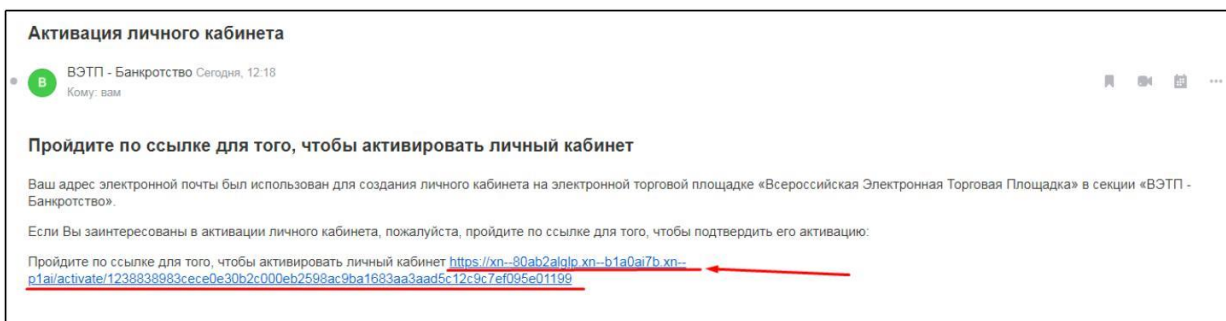 Активация личного кабинета
В
ВЭТП - Банкротство Сегодня, 12:18
Кому: вам
Пройдите по ссылке для того, чтобы активировать личный кабинет
Ваш адрес электронной почты был использован для создания личного кабинета на электронной торговой площадке «Всероссийская Электронная Торговая Площадка» в секции «ВЭТП -
Банкротство».
Если Вы заинтересованы в активации личного кабинета, пожалуйста, пройдите по ссылке для того, чтобы подтвердить его активацию:
Пройдите по ссылке для того, чтобы активировать личный кабинет https://xn--80ab2alglp.xn--b1a0ai7b.xn--
p1ai/activate/1238838983cece0e30b2c000eb2598ac9ba1683aa3aad5c12c9c7ef095e01199